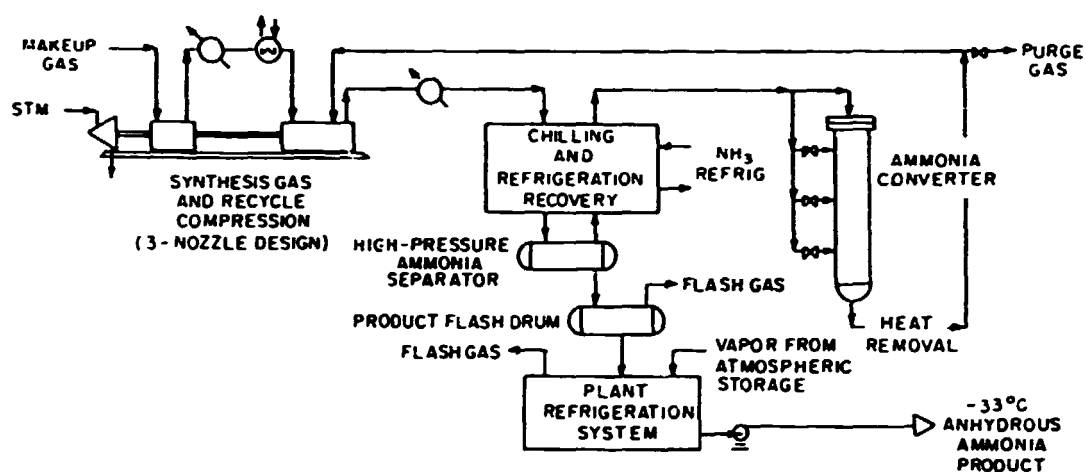 MAKEUP
GAS
STM
SYNTHESIS GAS
AND RECYCLE
COMPRESSION
(3-NOZZLE DESIGN)
CHILLING
AND
REFRIGERATION
RECOVERY
NH3
REFRIG
PURGE
GAS
AMMONIA
CONVERTER
HIGH-PRESSURE
AMMONIA
SEPARATOR
FLASH GAS
PRODUCT FLASH DRUM
HEAT
REMOVAL
FLASH GAS
VAPOR FROM
ATMOSPHERIC
STORAGE
PLANT
REFRIGERATION
SYSTEM
-33°C
ANHYDROUS
AMMONIA
PRODUCT